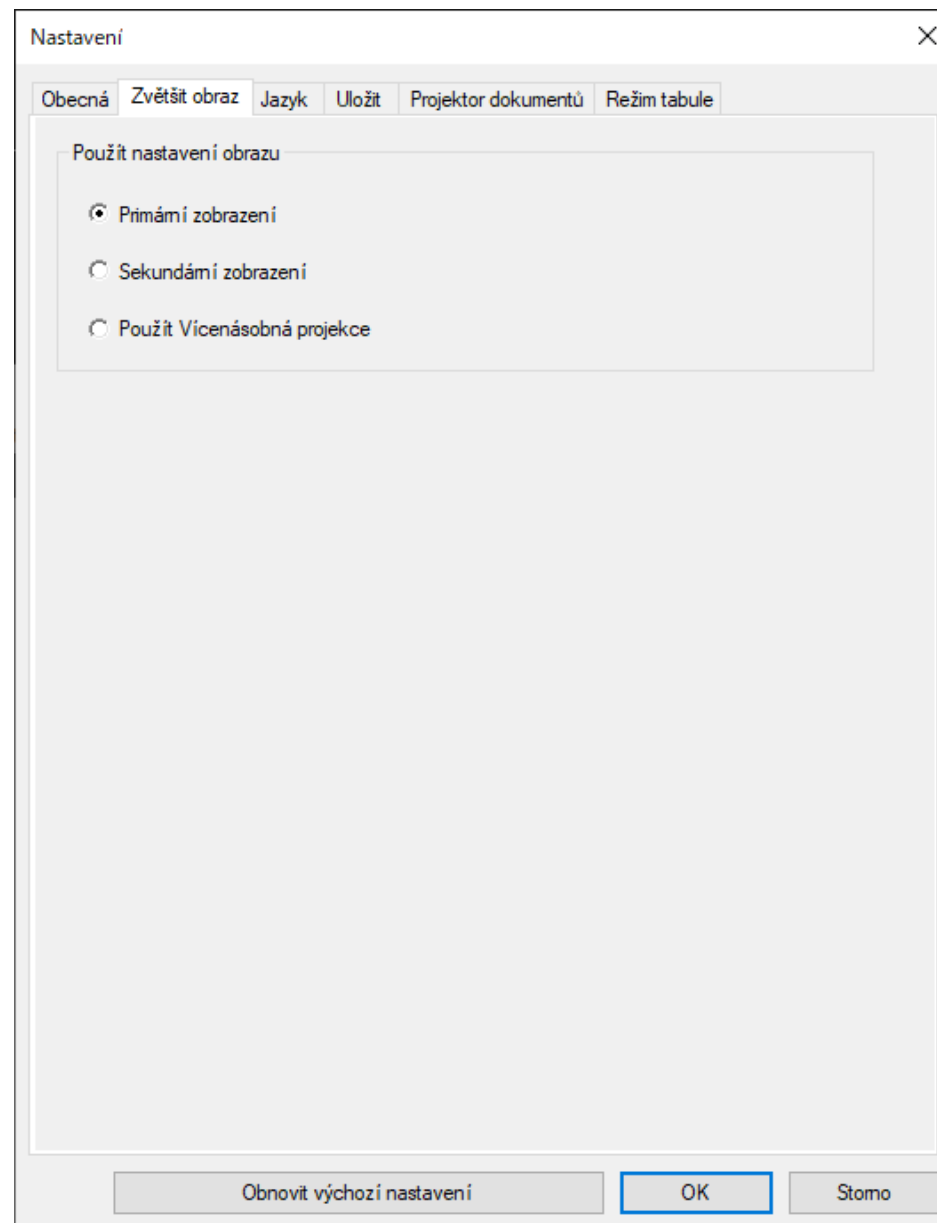 Nastavení
Obecná Zvětšit obraz Jazyk Uložit Projektor dokumentů Režim tabule
Použít nastavení obrazu
Primární zobrazení
Sekundární zobrazení
Použít Vícenásobná projekce
Obnovit výchozí nastavení OK Storno